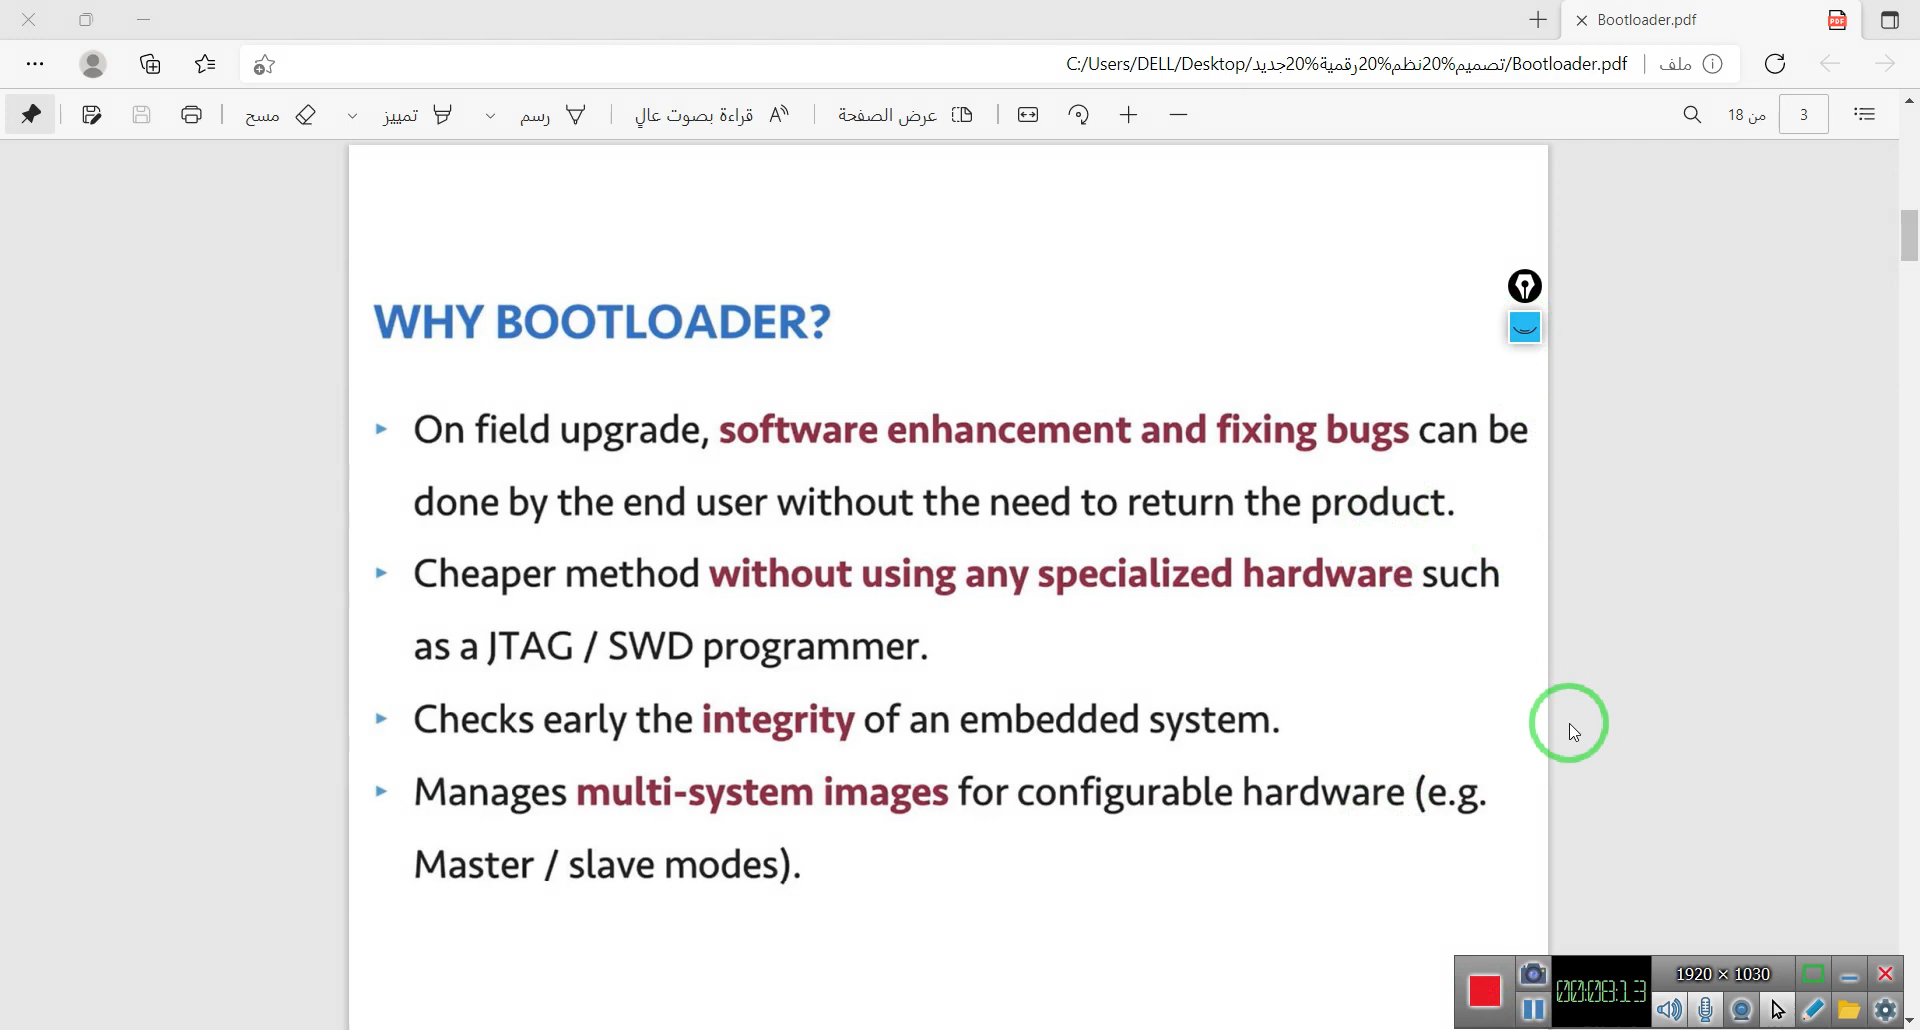 Bootloader.pdf
ملف
C:/Users/DELL/Desktop/تصميم%20نظم%20رقمية%20جديد/Bootloader.pdf
3
من 18
عرض الصفحة
قراءة بصوت عالٍ
رسم
تمييز
مسح
WHY BOOTLOADER?
On field upgrade, software enhancement and fixing bugs can be
done by the end user without the need to return the product.
Cheaper method without using any specialized hardware such
as a JTAG / SWD programmer.
Checks early the integrity of an embedded system.
Manages multi-system images for configurable hardware (e.g.
Master / slave modes).
1920 × 1030
00:08:13